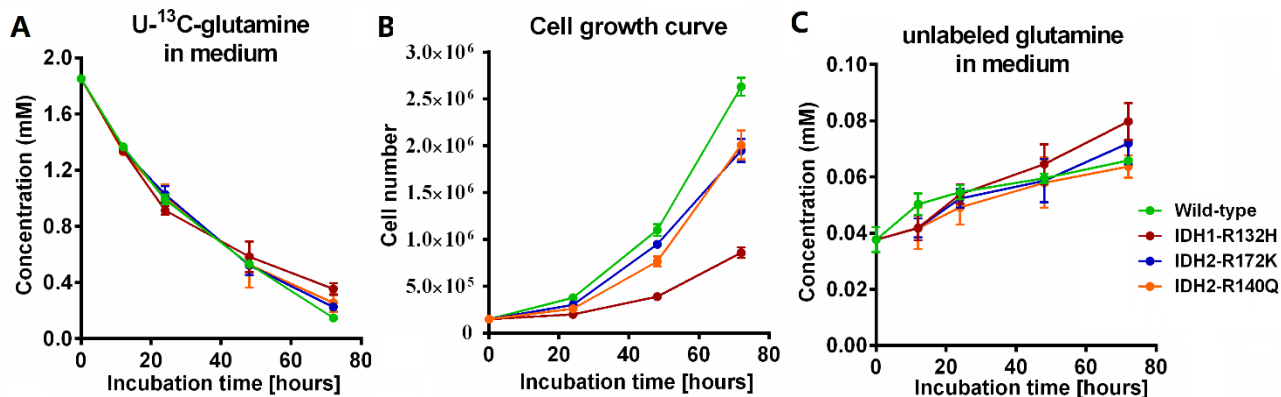 A
U-¹³C-glutamine
in medium
Concentration (mM)
2.0
1.6
1.2
0.8
0.4
0.0
0 20 40 60 80
Incubation time [hours]
B
Cell growth curve
Cell number
3.0×10⁶
2.5×10⁶
2.0×10⁶
1.5×10⁶
1.0×10⁶
5.0×10⁵
0
0 20 40 60 80
Incubation time [hours]
C
unlabeled glutamine
in medium
Concentration (mM)
0.10
0.08
0.06
0.04
0.02
0.00
0 20 40 60 80
Incubation time [hours]
Wild-type
IDH1-R132H
IDH2-R172K
IDH2-R140Q